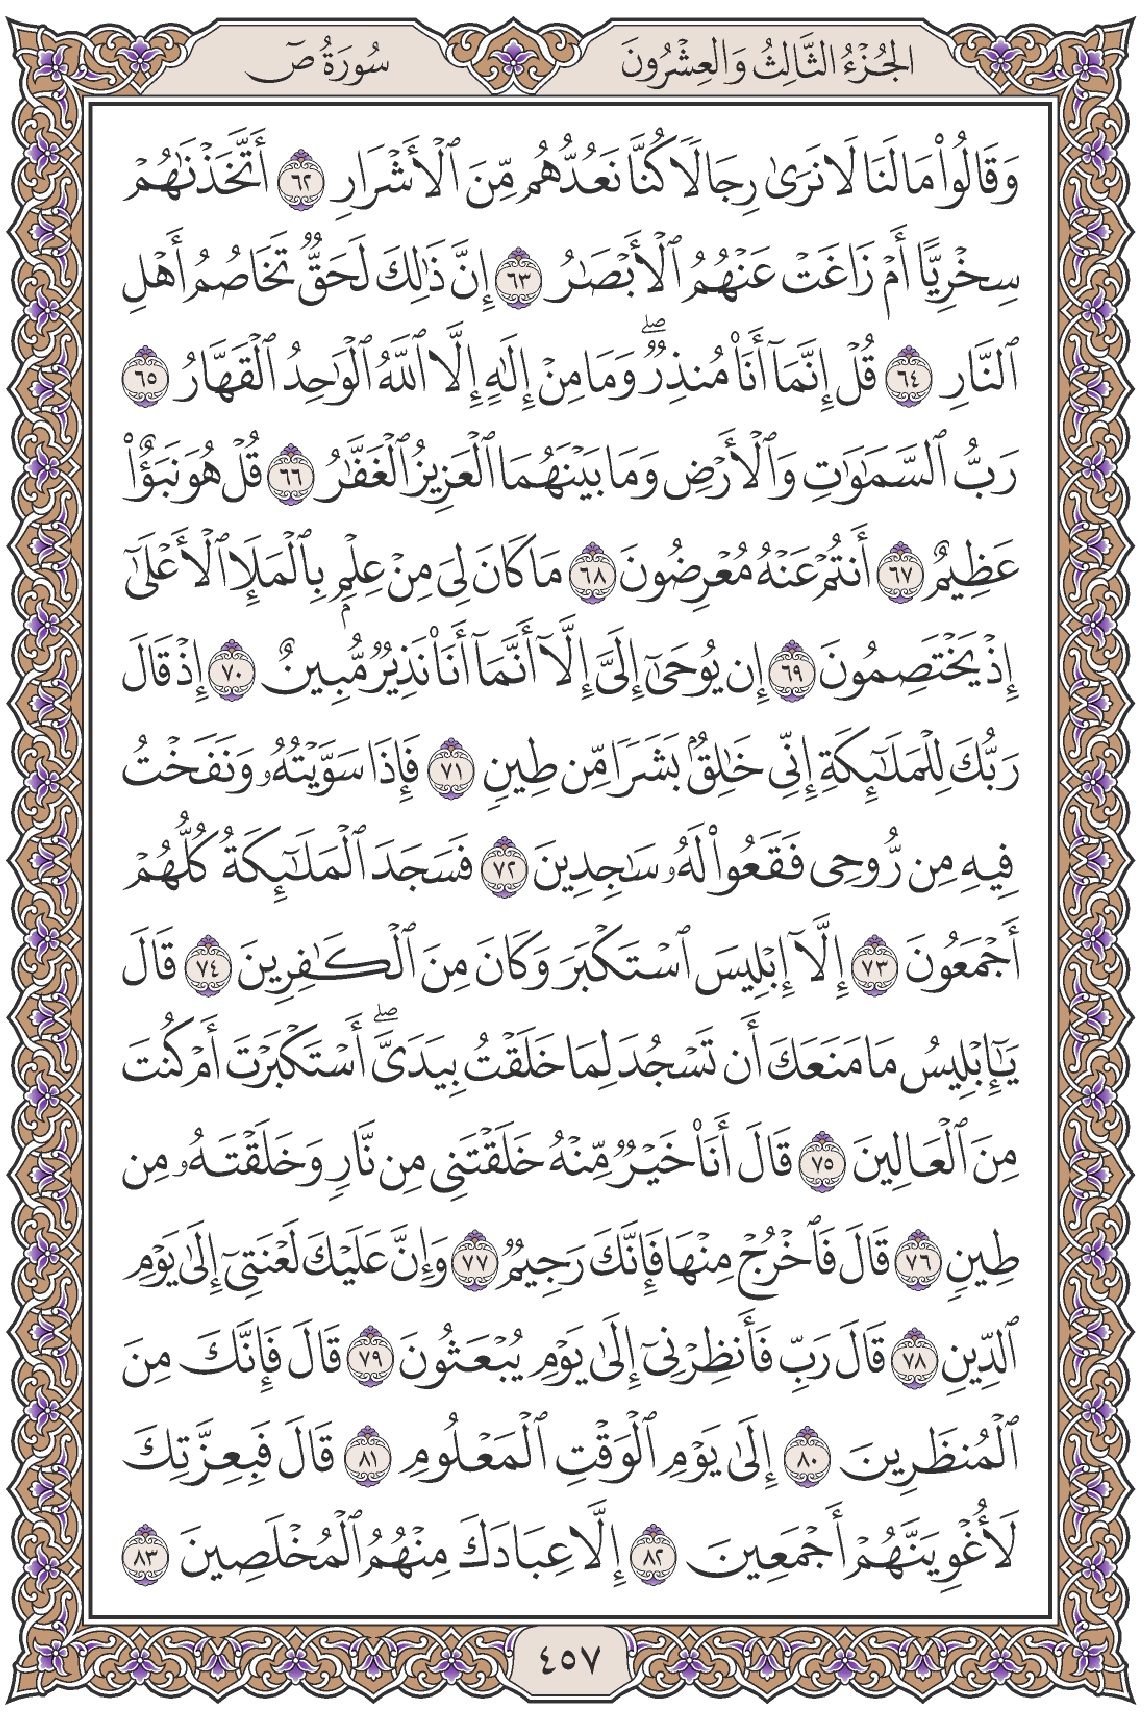 الجُزْءُ الثَّالِثُ وَالعِشْرُونَ
سُورَةُ صٓ
وَقَالُوا۟ مَا لَنَا لَا نَرَىٰ رِجَالًا كُنَّا نَعُدُّهُم مِّنَ ٱلْأَشْرَارِ ٦٢ أَتَّخَذْنَٰهُمْ
سِخْرِيًّا أَمْ زَاغَتْ عَنْهُمُ ٱلْأَبْصَٰرُ ٦٣ إِنَّ ذَٰلِكَ لَحَقٌّ تَخَاصُمُ أَهْلِ
ٱلنَّارِ ٦٤ قُلْ إِنَّمَآ أَنَا۠ مُنذِرٌ ۖ وَمَا مِنْ إِلَٰهٍ إِلَّا ٱللَّهُ ٱلْوَٰحِدُ ٱلْقَهَّارُ ٦٥
رَبُّ ٱلسَّمَٰوَٰتِ وَٱلْأَرْضِ وَمَا بَيْنَهُمَا ٱلْعَزِيزُ ٱلْغَفَّٰرُ ٦٦ قُلْ هُوَ نَبَؤٌا۟
عَظِيمٌ ٦٧ أَنتُمْ عَنْهُ مُعْرِضُونَ ٦٨ مَا كَانَ لِىَ مِنْ عِلْمٍۭ بِٱلْمَلَإِ ٱلْأَعْلَىٰٓ
إِذْ يَخْتَصِمُونَ ٦٩ إِن يُوحَىٰٓ إِلَىَّ إِلَّآ أَنَّمَآ أَنَا۠ نَذِيرٌ مُّبِينٌ ٧٠ إِذْ قَالَ
رَبُّكَ لِلْمَلَٰٓئِكَةِ إِنِّى خَٰلِقٌۢ بَشَرًا مِّن طِينٍ ٧١ فَإِذَا سَوَّيْتُهُۥ وَنَفَخْتُ
فِيهِ مِن رُّوحِى فَقَعُوا۟ لَهُۥ سَٰجِدِينَ ٧٢ فَسَجَدَ ٱلْمَلَٰٓئِكَةُ كُلُّهُمْ
أَجْمَعُونَ ٧٣ إِلَّآ إِبْلِيسَ ٱسْتَكْبَرَ وَكَانَ مِنَ ٱلْكَٰفِرِينَ ٧٤ قَالَ
يَٰٓإِبْلِيسُ مَا مَنَعَكَ أَن تَسْجُدَ لِمَا خَلَقْتُ بِيَدَىَّ ۖ أَسْتَكْبَرْتَ أَمْ كُنتَ
مِنَ ٱلْعَالِينَ ٧٥ قَالَ أَنَا۠ خَيْرٌ مِّنْهُ خَلَقْتَنِى مِن نَّارٍ وَخَلَقْتَهُۥ مِن
طِينٍ ٧٦ قَالَ فَٱخْرُجْ مِنْهَا فَإِنَّكَ رَجِيمٌ ٧٧ وَإِنَّ عَلَيْكَ لَعْنَتِىٓ إِلَىٰ يَوْمِ
ٱلدِّينِ ٧٨ قَالَ رَبِّ فَأَنظِرْنِىٓ إِلَىٰ يَوْمِ يُبْعَثُونَ ٧٩ قَالَ فَإِنَّكَ مِنَ
ٱلْمُنظَرِينَ ٨٠ إِلَىٰ يَوْمِ ٱلْوَقْتِ ٱلْمَعْلُومِ ٨١ قَالَ فَبِعِزَّتِكَ
لَأُغْوِيَنَّهُمْ أَجْمَعِينَ ٨٢ إِلَّا عِبَادَكَ مِنْهُمُ ٱلْمُخْلَصِينَ ٨٣
٤٥٧